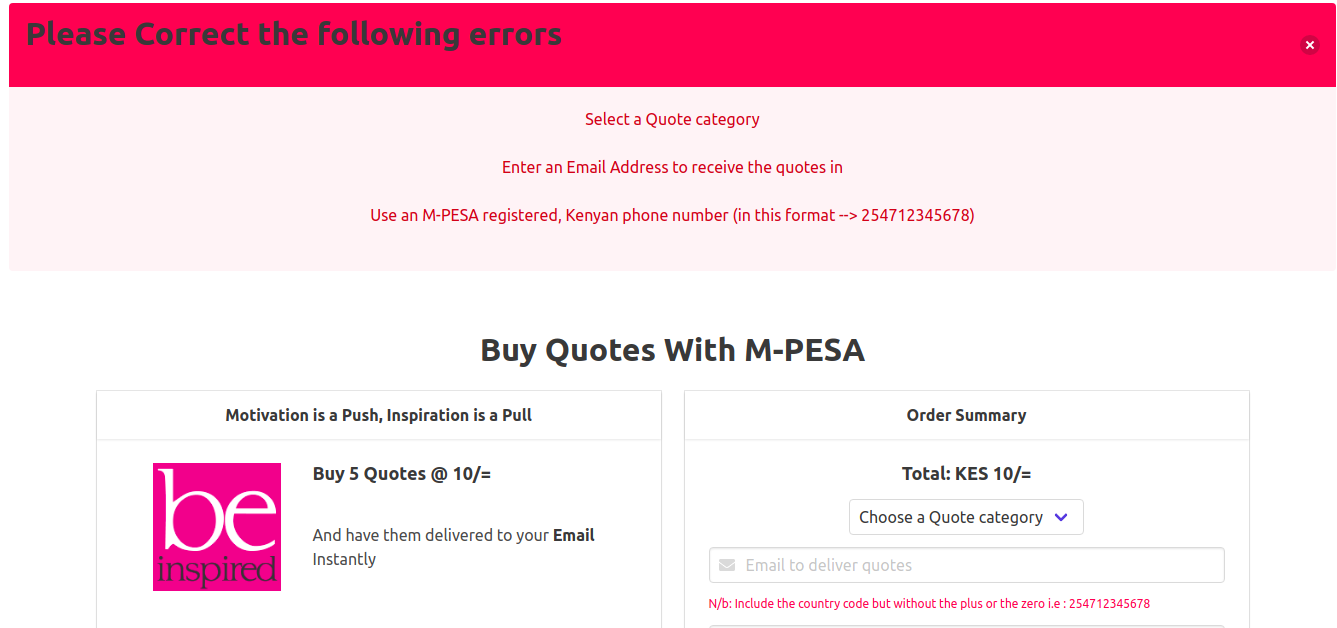 Please Correct the following errors
Select a Quote category
Enter an Email Address to receive the quotes in
Use an M-PESA registered, Kenyan phone number (in this format --> 254712345678)
Buy Quotes With M-PESA
Motivation is a Push, Inspiration is a Pull
be
inspired
Buy 5 Quotes @ 10/=
And have them delivered to your Email
Instantly
Order Summary
Total: KES 10/=
Choose a Quote category
Email to deliver quotes
N/b: Include the country code but without the plus or the zero i.e : 254712345678